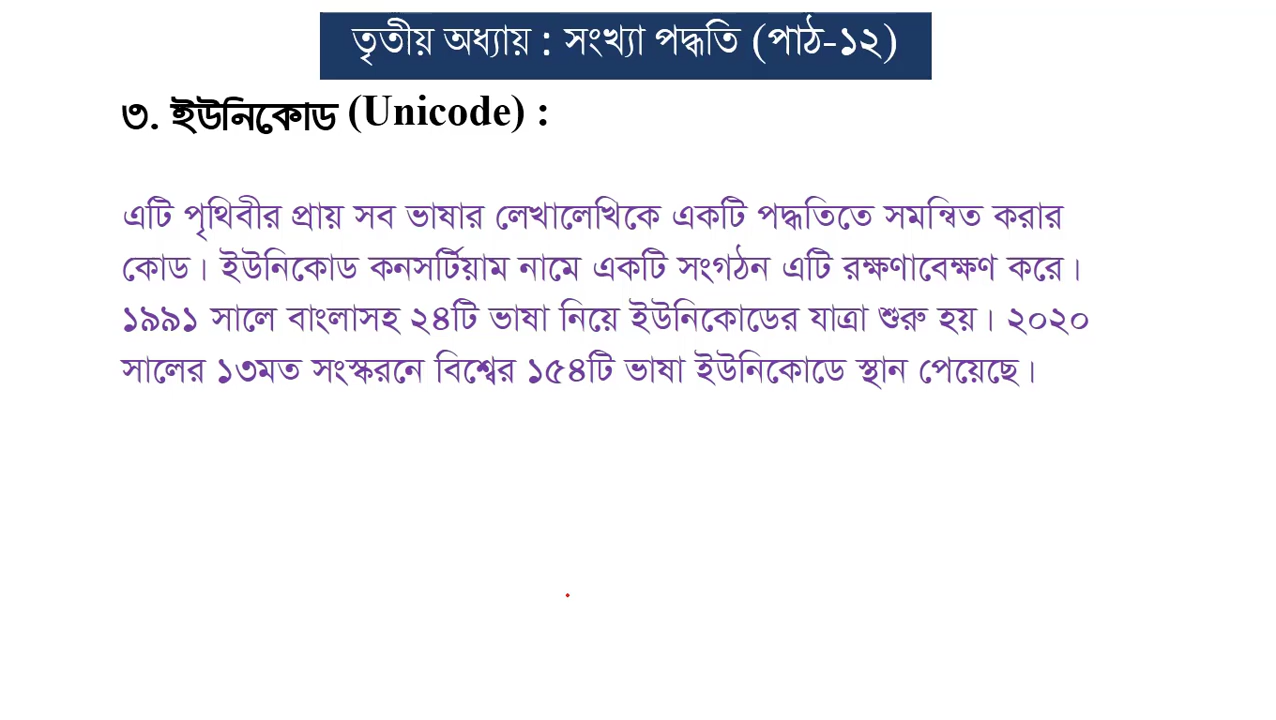 তৃতীয় অধ্যায় : সংখ্যা পদ্ধতি (পাঠ-১২)
৩. ইউনিকোড (Unicode) :
এটি পৃথিবীর প্রায় সব ভাষার লেখালেখিকে একটি পদ্ধতিতে সমন্বিত করার
কোড। ইউনিকোড কনসর্টিয়াম নামে একটি সংগঠন এটি রক্ষণাবেক্ষণ করে।
১৯৯১ সালে বাংলাসহ ২৪টি ভাষা নিয়ে ইউনিকোডের যাত্রা শুরু হয়। ২০২০
সালের ১৩মত সংস্করনে বিশ্বের ১৫৪টি ভাষা ইউনিকোডে স্থান পেয়েছে।